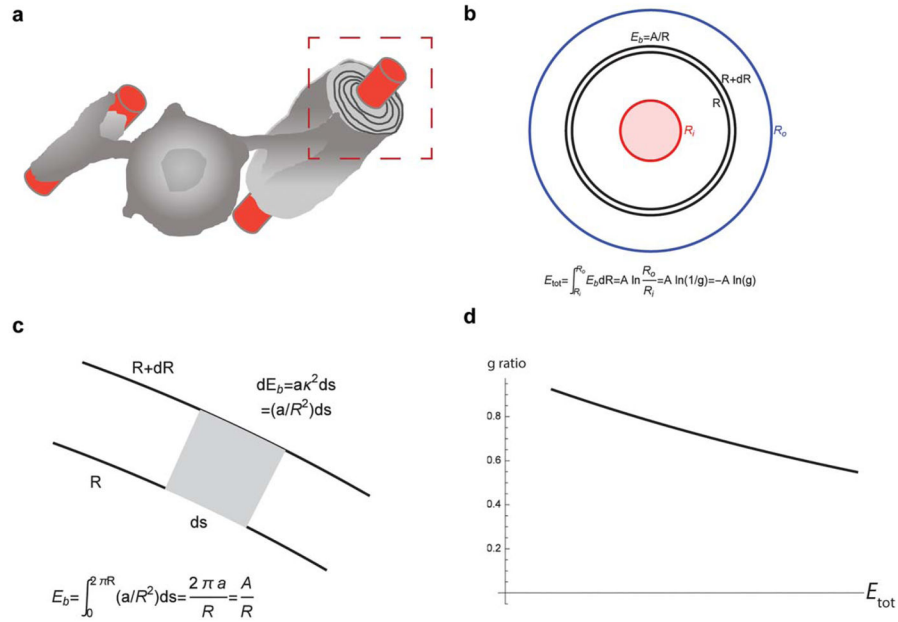 a
b
E_b=A/R
R+dR
R
R_i
R_o
E_tot=∫_{R_i}^{R_o} E_b dR=A ln R_o/R_i=A ln(1/g)=−A ln(g)
c
R+dR
dE_b=aκ²ds
=(a/R²)ds
R
ds
E_b=∫_0^{2πR} (a/R²)ds=2πa/R=A/R
d
g ratio
0.8
0.6
0.4
0.2
E_tot